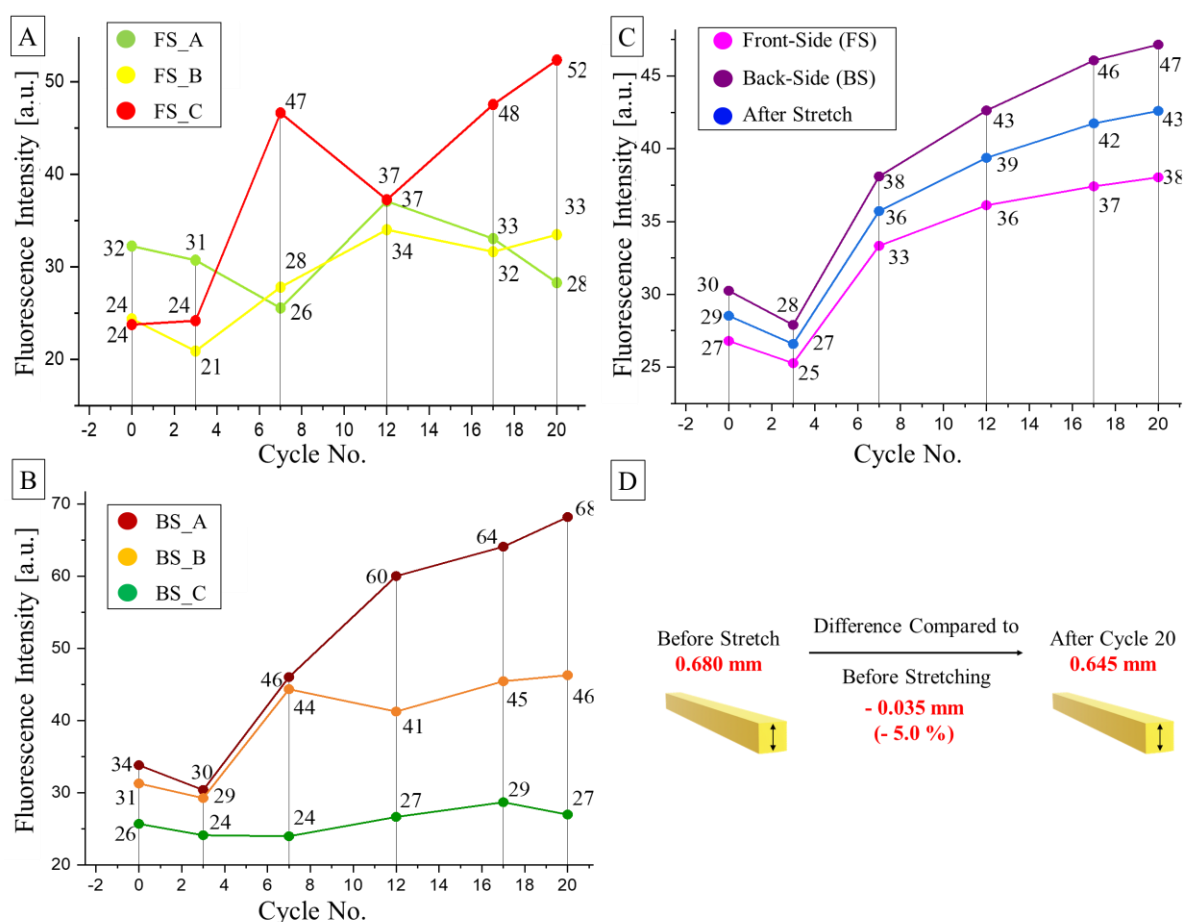 A
FS_A
FS_B
FS_C
Fluorescence Intensity [a.u.]
50
40
30
20
32
24
24
31
24
21
47
28
26
37
37
34
48
33
32
52
33
28
-2 0 2 4 6 8 10 12 14 16 18 20
Cycle No.
C
Front-Side (FS)
Back-Side (BS)
After Stretch
Fluorescence Intensity [a.u.]
45
40
35
30
25
30
29
27
28
27
25
38
36
33
43
39
36
46
42
37
47
43
38
-2 0 2 4 6 8 10 12 14 16 18 20
Cycle No.
B
BS_A
BS_B
BS_C
Fluorescence Intensity [a.u.]
70
60
50
40
30
20
34
31
26
30
29
24
46
44
24
60
41
27
64
45
29
68
46
27
-2 0 2 4 6 8 10 12 14 16 18 20
Cycle No.
D
Before Stretch
0.680 mm
Difference Compared to
Before Stretching
- 0.035 mm
(- 5.0 %)
After Cycle 20
0.645 mm